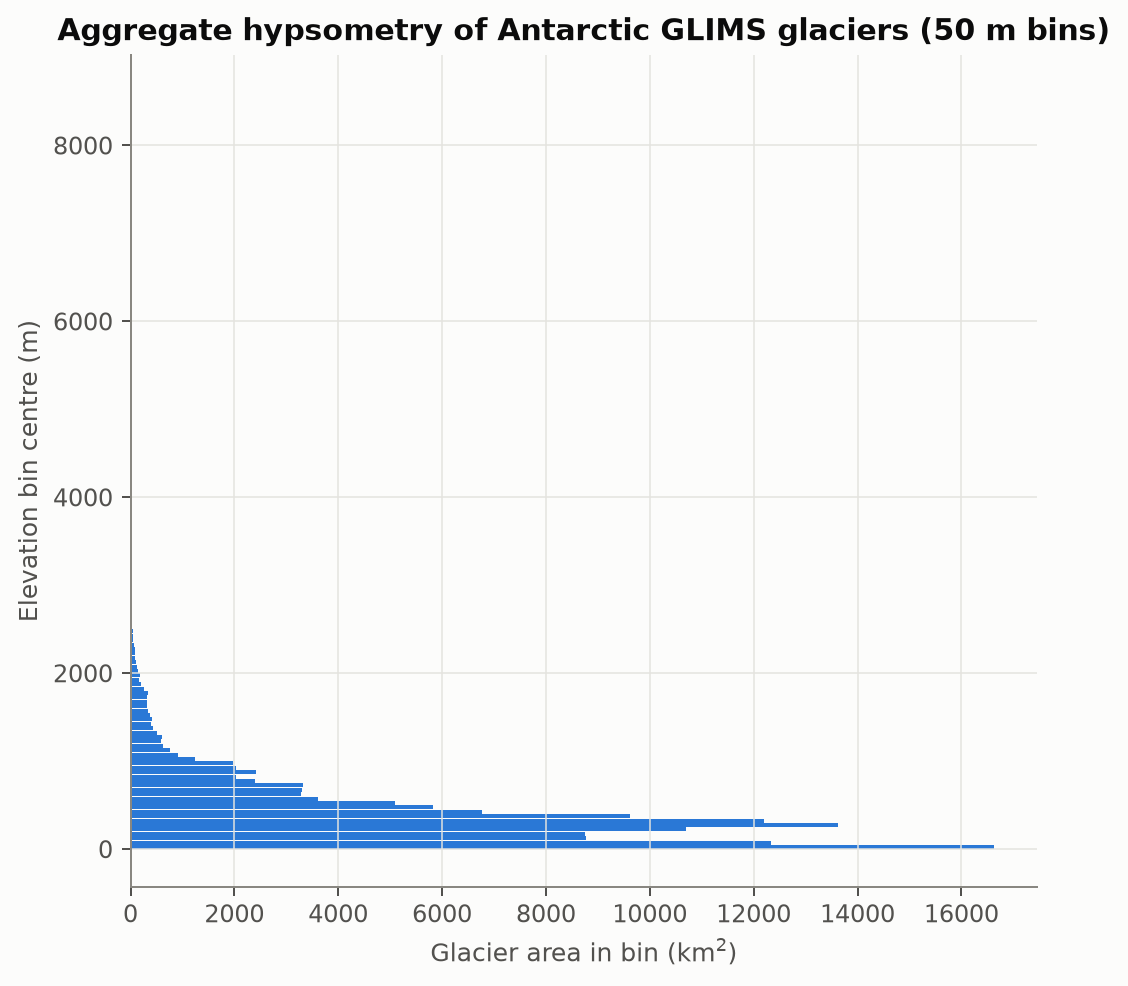 Aggregate hypsometry of Antarctic GLIMS glaciers (50 m bins)
Elevation bin centre (m)
8000
6000
4000
2000
0
0 2000 4000 6000 8000 10000 12000 14000 16000
Glacier area in bin (km²)